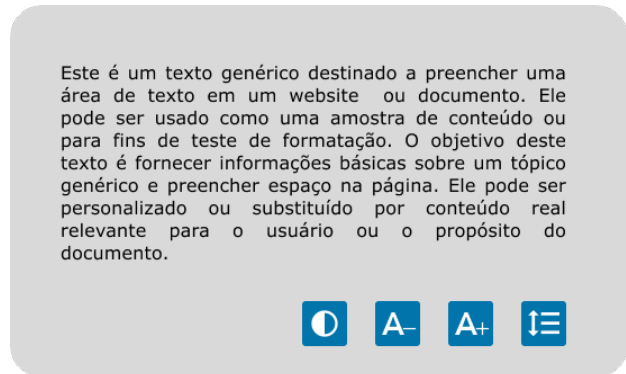 Este é um texto genérico destinado a preencher uma
área de texto em um website ou documento. Ele
pode ser usado como uma amostra de conteúdo ou
para fins de teste de formatação. O objetivo deste
texto é fornecer informações básicas sobre um tópico
genérico e preencher espaço na página. Ele pode ser
personalizado ou substituído por conteúdo real
relevante para o usuário ou o propósito do
documento.
A- A+